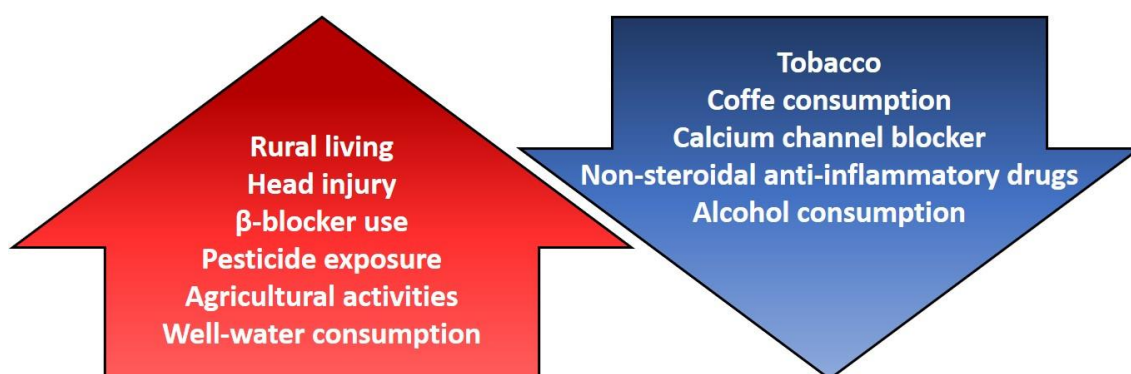 Rural living
Head injury
β-blocker use
Pesticide exposure
Agricultural activities
Well-water consumption
Tobacco
Coffe consumption
Calcium channel blocker
Non-steroidal anti-inflammatory drugs
Alcohol consumption